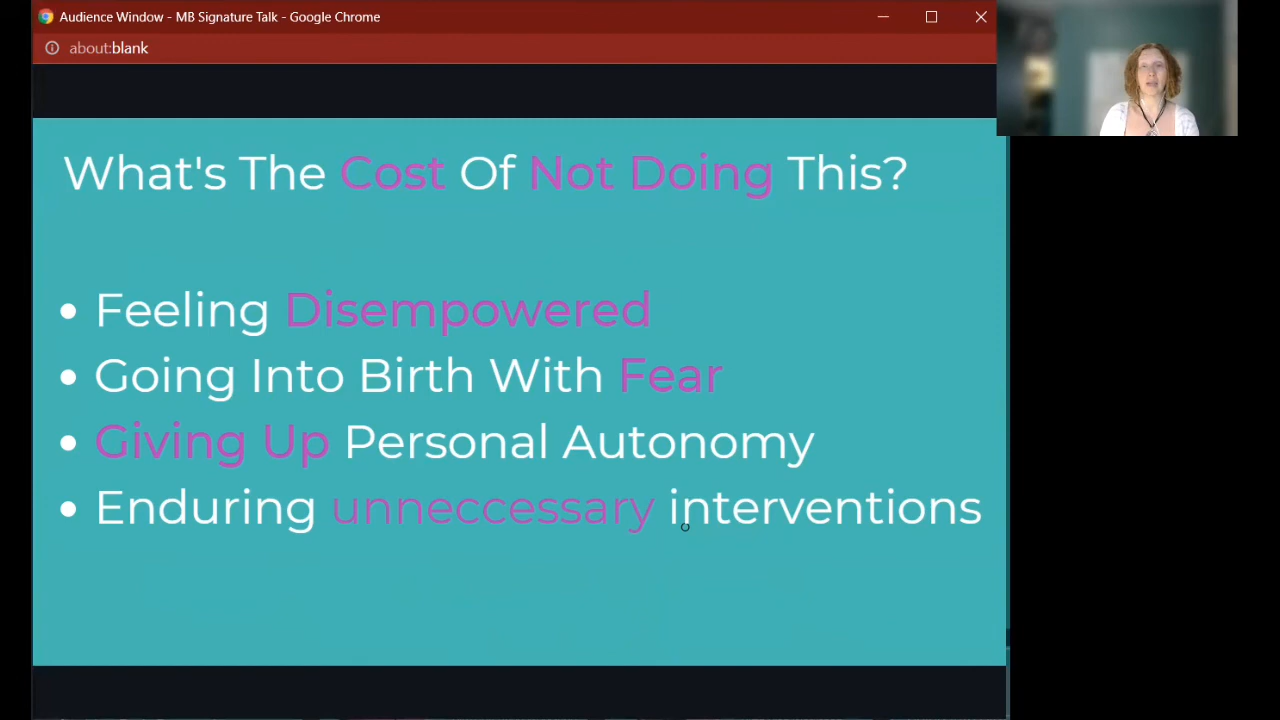 Audience Window - MB Signature Talk - Google Chrome
about:blank
What's The Cost Of Not Doing This?
• Feeling Disempowered
• Going Into Birth With Fear
• Giving Up Personal Autonomy
• Enduring unneccessary interventions